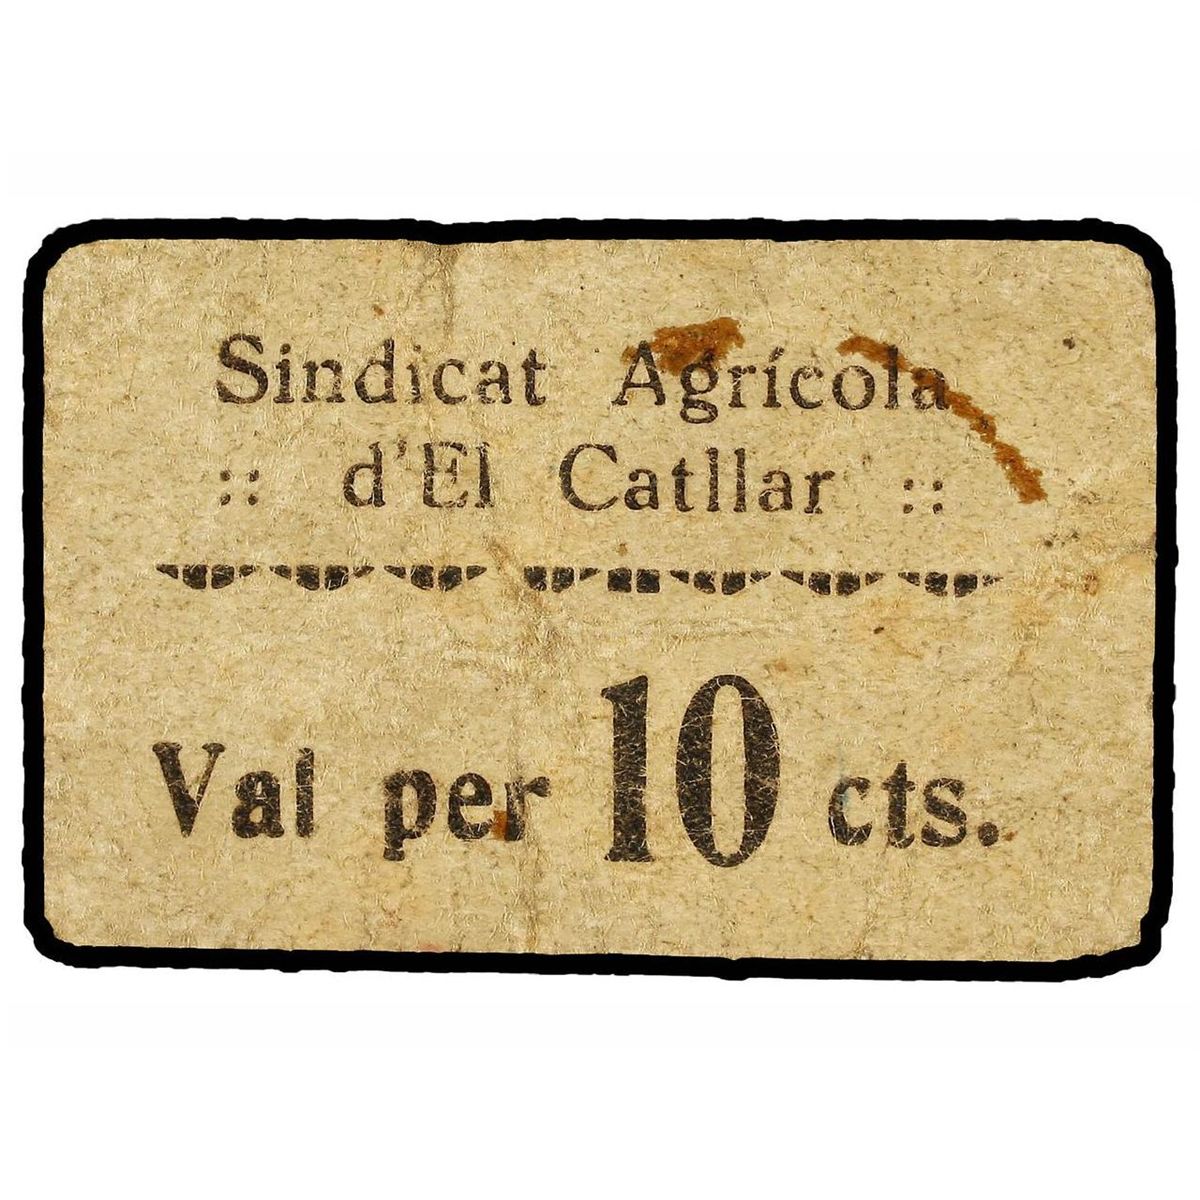 Sindicat Agrícola
:: d'El Catllar ::
Val per 10 cts.